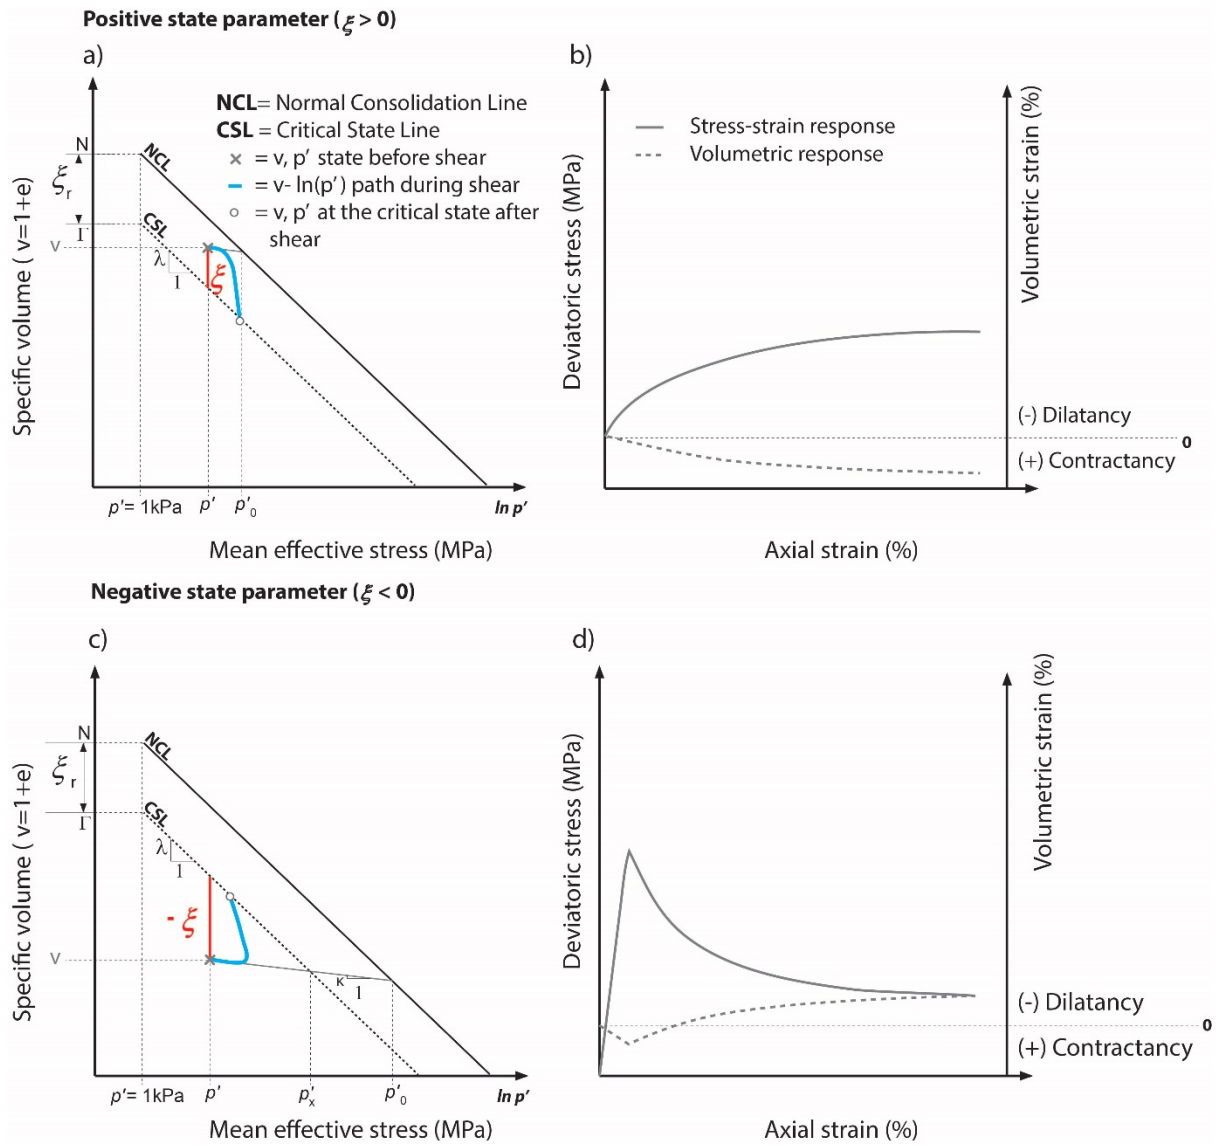 Positive state parameter ( ξ > 0)
a)
NCL= Normal Consolidation Line
CSL = Critical State Line
× = v, p' state before shear
= v- ln(p') path during shear
○ = v, p' at the critical state after
shear
N
NCL
ξr
CSL
Γ
v
λ
1
ξ
Specific volume ( v=1+e)
p'= 1kPa
p'
p'0
ln p'
Mean effective stress (MPa)
b)
Stress-strain response
Volumetric response
Deviatoric stress (MPa)
Volumetric strain (%)
(-) Dilatancy
0
(+) Contractancy
Axial strain (%)
Negative state parameter (ξ < 0)
c)
N
NCL
ξr
CSL
Γ
λ
1
- ξ
v
κ
1
Specific volume ( v=1+e)
p'= 1kPa
p'
p'x
p'0
ln p'
Mean effective stress (MPa)
d)
Deviatoric stress (MPa)
Volumetric strain (%)
(-) Dilatancy
0
(+) Contractancy
Axial strain (%)